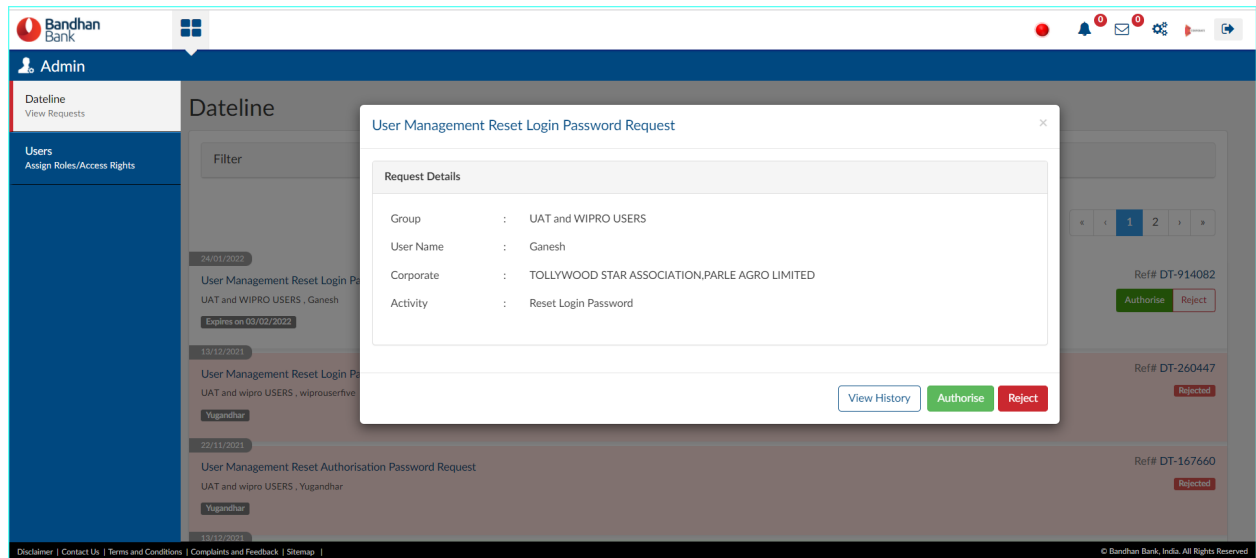 Bandhan
Bank
0
0
Admin
Dateline
View Requests
Users
Assign Roles/Access Rights
Dateline
Filter
« ‹ 1 2 › »
24/01/2022
User Management Reset Login Pa
UAT and WIPRO USERS , Ganesh
Expires on 03/02/2022
Ref# DT-914082
Authorise Reject
13/12/2021
User Management Reset Login Pa
UAT and wipro USERS , wiprouserfive
Yugandhar
Ref# DT-260447
Rejected
22/11/2021
User Management Reset Authorisation Password Request
UAT and wipro USERS , Yugandhar
Yugandhar
Ref# DT-167660
Rejected
13/12/2021
User Management Reset Login Password Request ×
Request Details
Group : UAT and WIPRO USERS
User Name : Ganesh
Corporate : TOLLYWOOD STAR ASSOCIATION,PARLE AGRO LIMITED
Activity : Reset Login Password
View History Authorise Reject
Disclaimer | Contact Us | Terms and Conditions | Complaints and Feedback | Sitemap | © Bandhan Bank, India. All Rights Reserved